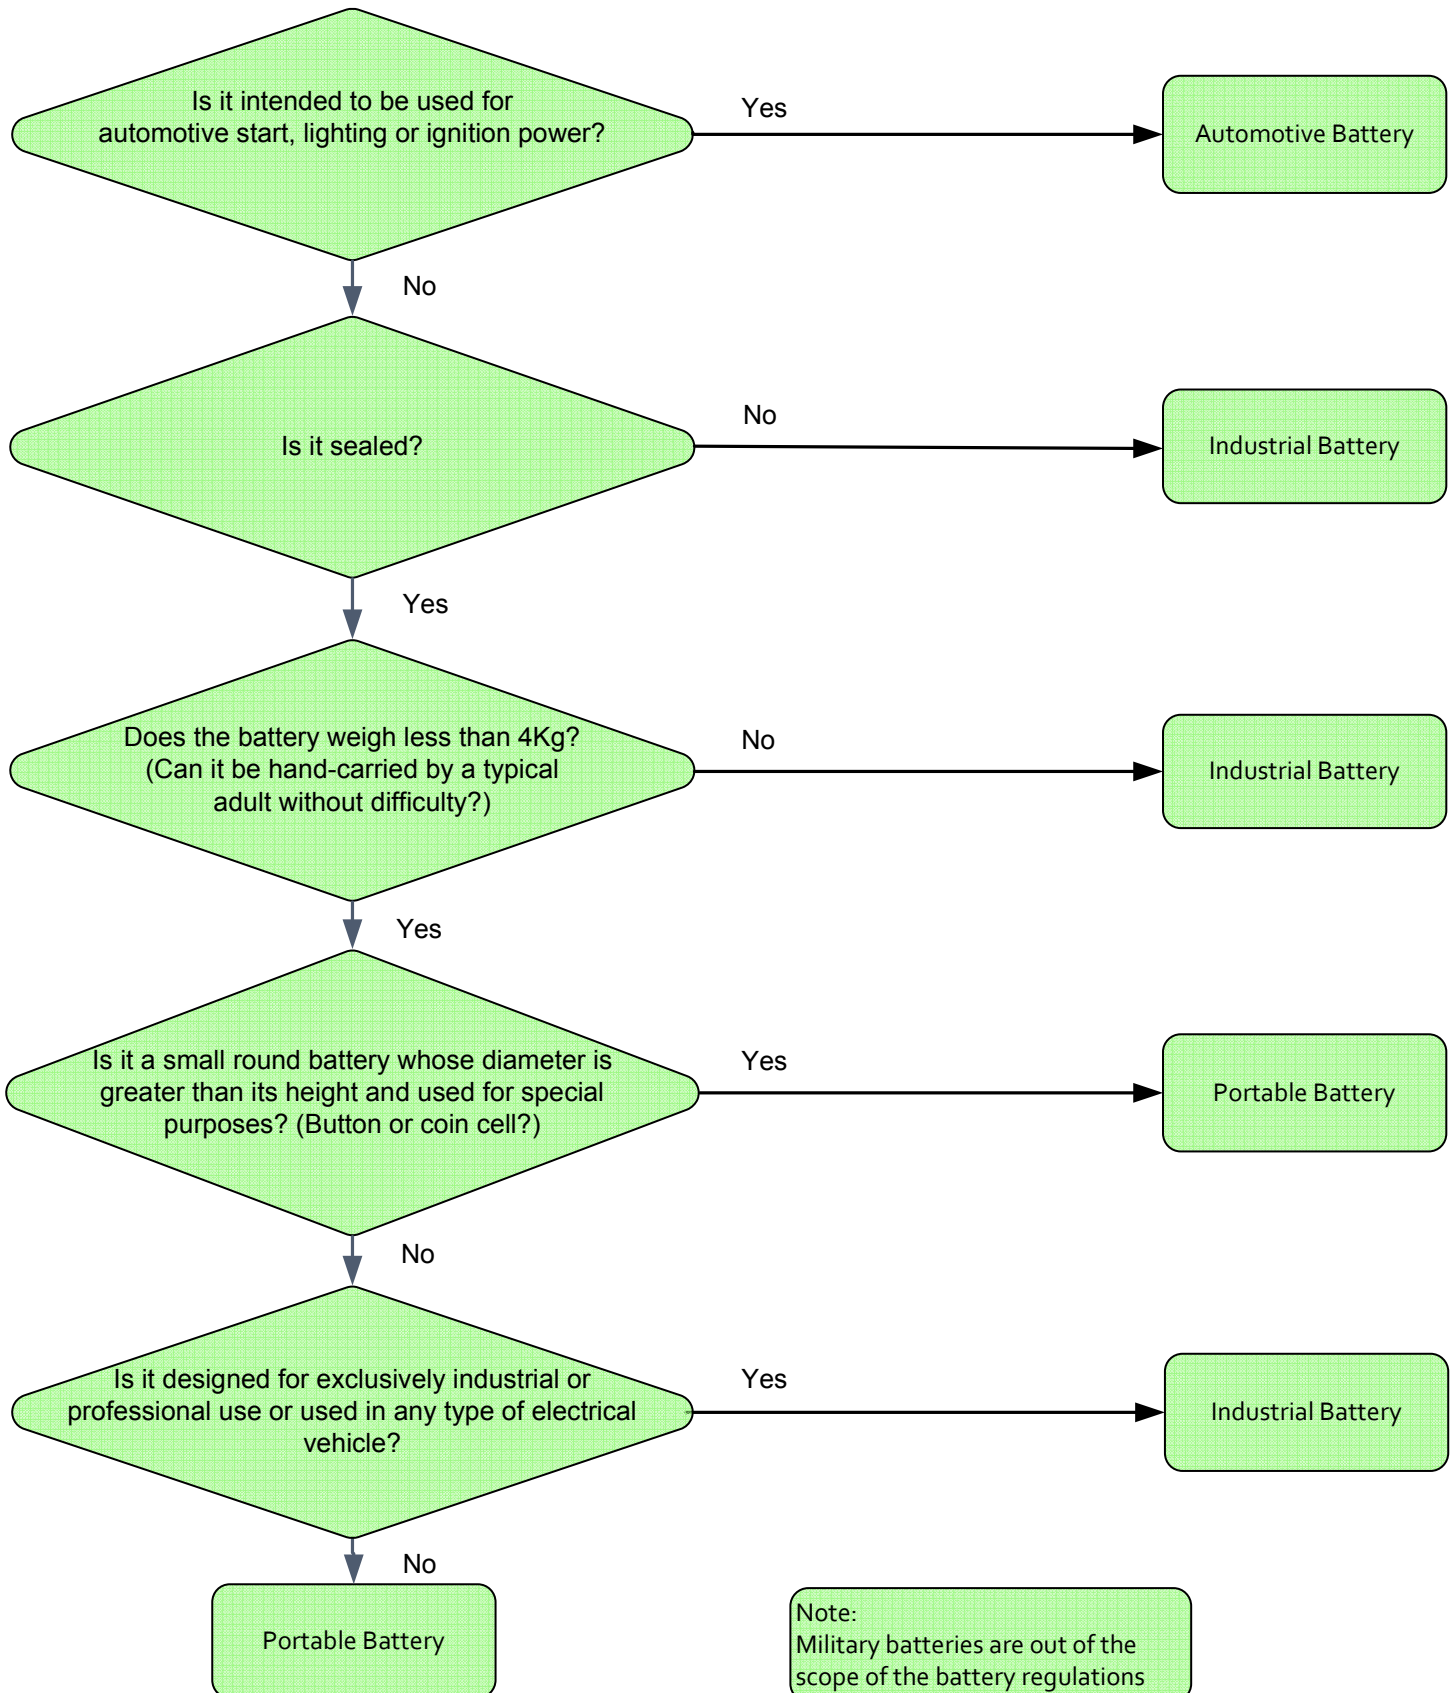 Is it intended to be used for
automotive start, lighting or ignition power?
Yes
Automotive Battery
No
Is it sealed?
No
Industrial Battery
Yes
Does the battery weigh less than 4Kg?
(Can it be hand-carried by a typical
adult without difficulty?)
No
Industrial Battery
Yes
Is it a small round battery whose diameter is
greater than its height and used for special
purposes? (Button or coin cell?)
Yes
Portable Battery
No
Is it designed for exclusively industrial or
professional use or used in any type of electrical
vehicle?
Yes
Industrial Battery
No
Portable Battery
Note:
Military batteries are out of the
scope of the battery regulations